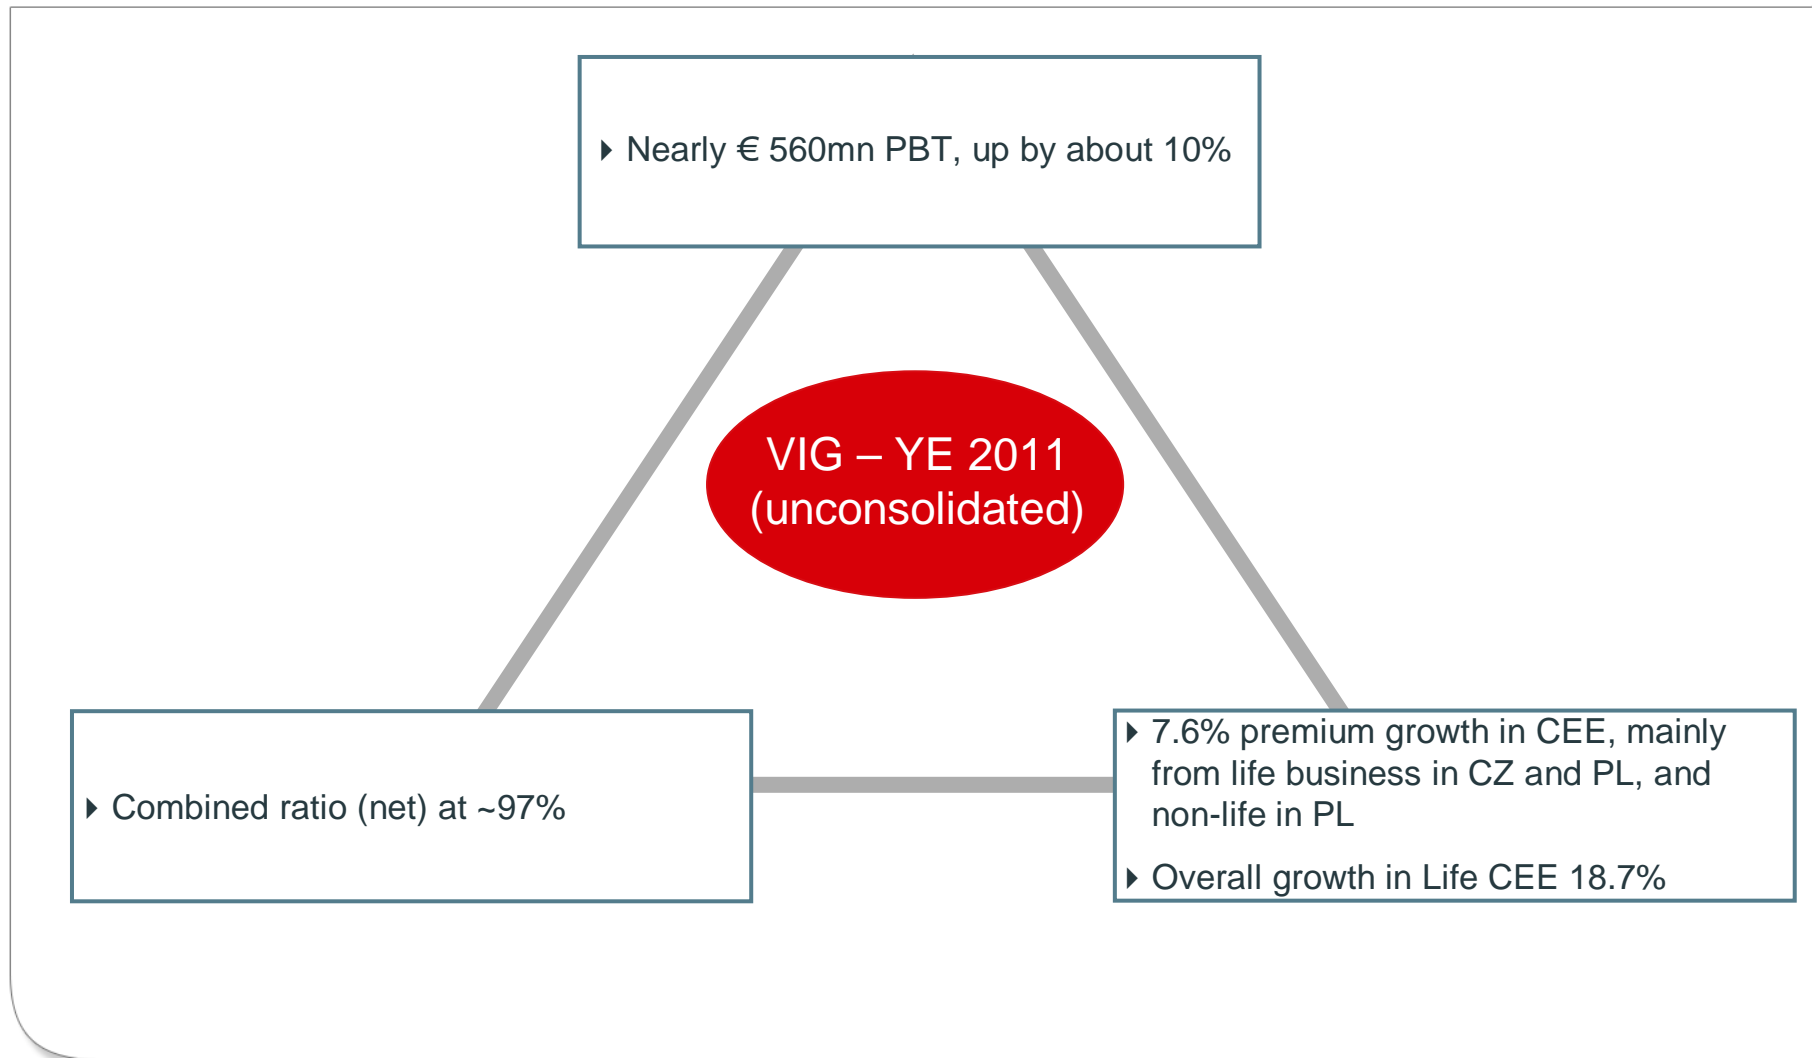 Nearly € 560mn PBT, up by about 10%
VIG – YE 2011
(unconsolidated)
Combined ratio (net) at ~97%
7.6% premium growth in CEE, mainly
from life business in CZ and PL, and
non-life in PL
Overall growth in Life CEE 18.7%